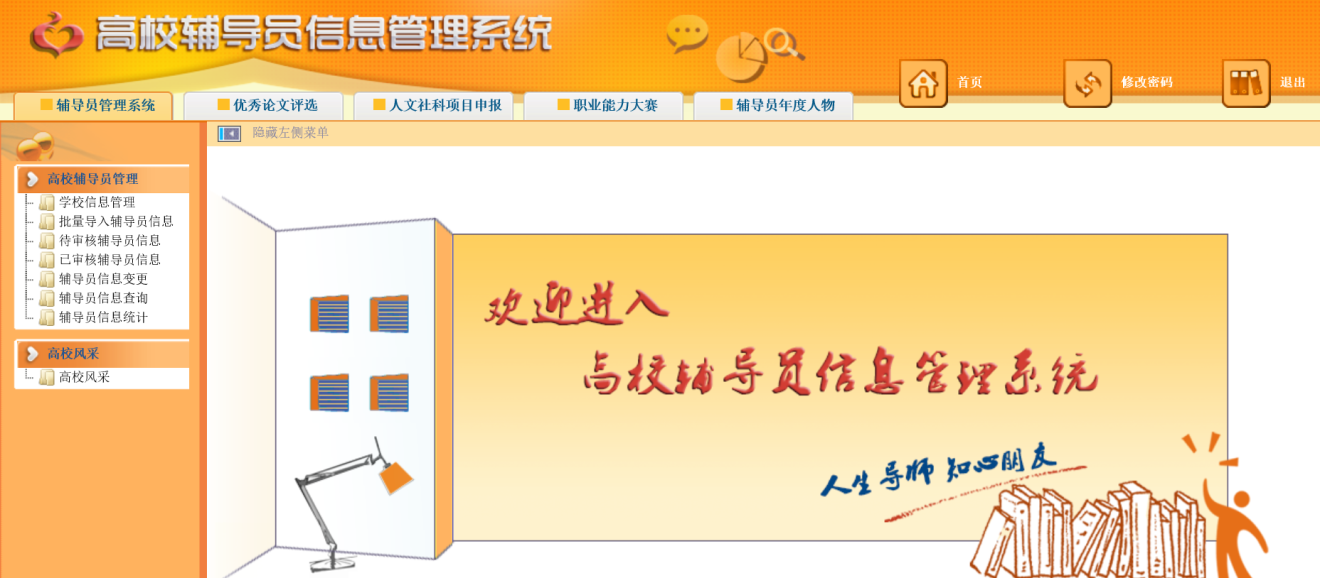 高校辅导员信息管理系统
首页
修改密码
退出
辅导员管理系统
优秀论文评选
人文社科项目申报
职业能力大赛
辅导员年度人物
隐藏左侧菜单
高校辅导员管理
学校信息管理
批量导入辅导员信息
待审核辅导员信息
已审核辅导员信息
辅导员信息变更
辅导员信息查询
辅导员信息统计
高校风采
高校风采
欢迎进入
高校辅导员信息管理系统
人生导师 知心朋友